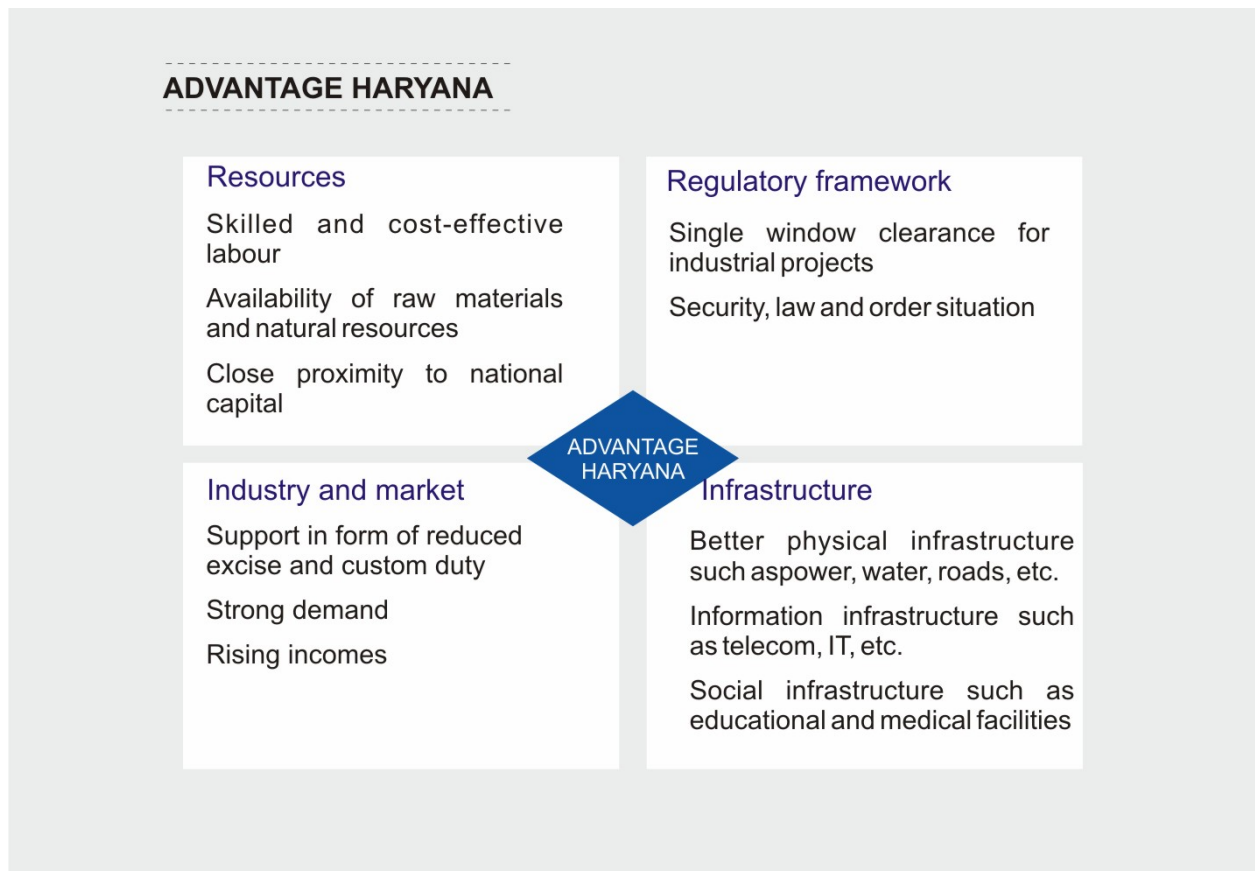 ADVANTAGE HARYANA
Resources
Skilled and cost-effective
labour
Availability of raw materials
and natural resources
Close proximity to national
capital
Regulatory framework
Single window clearance for
industrial projects
Security, law and order situation
ADVANTAGE
HARYANA
Industry and market
Support in form of reduced
excise and custom duty
Strong demand
Rising incomes
Infrastructure
Better physical infrastructure
such aspower, water, roads, etc.
Information infrastructure such
as telecom, IT, etc.
Social infrastructure such as
educational and medical facilities